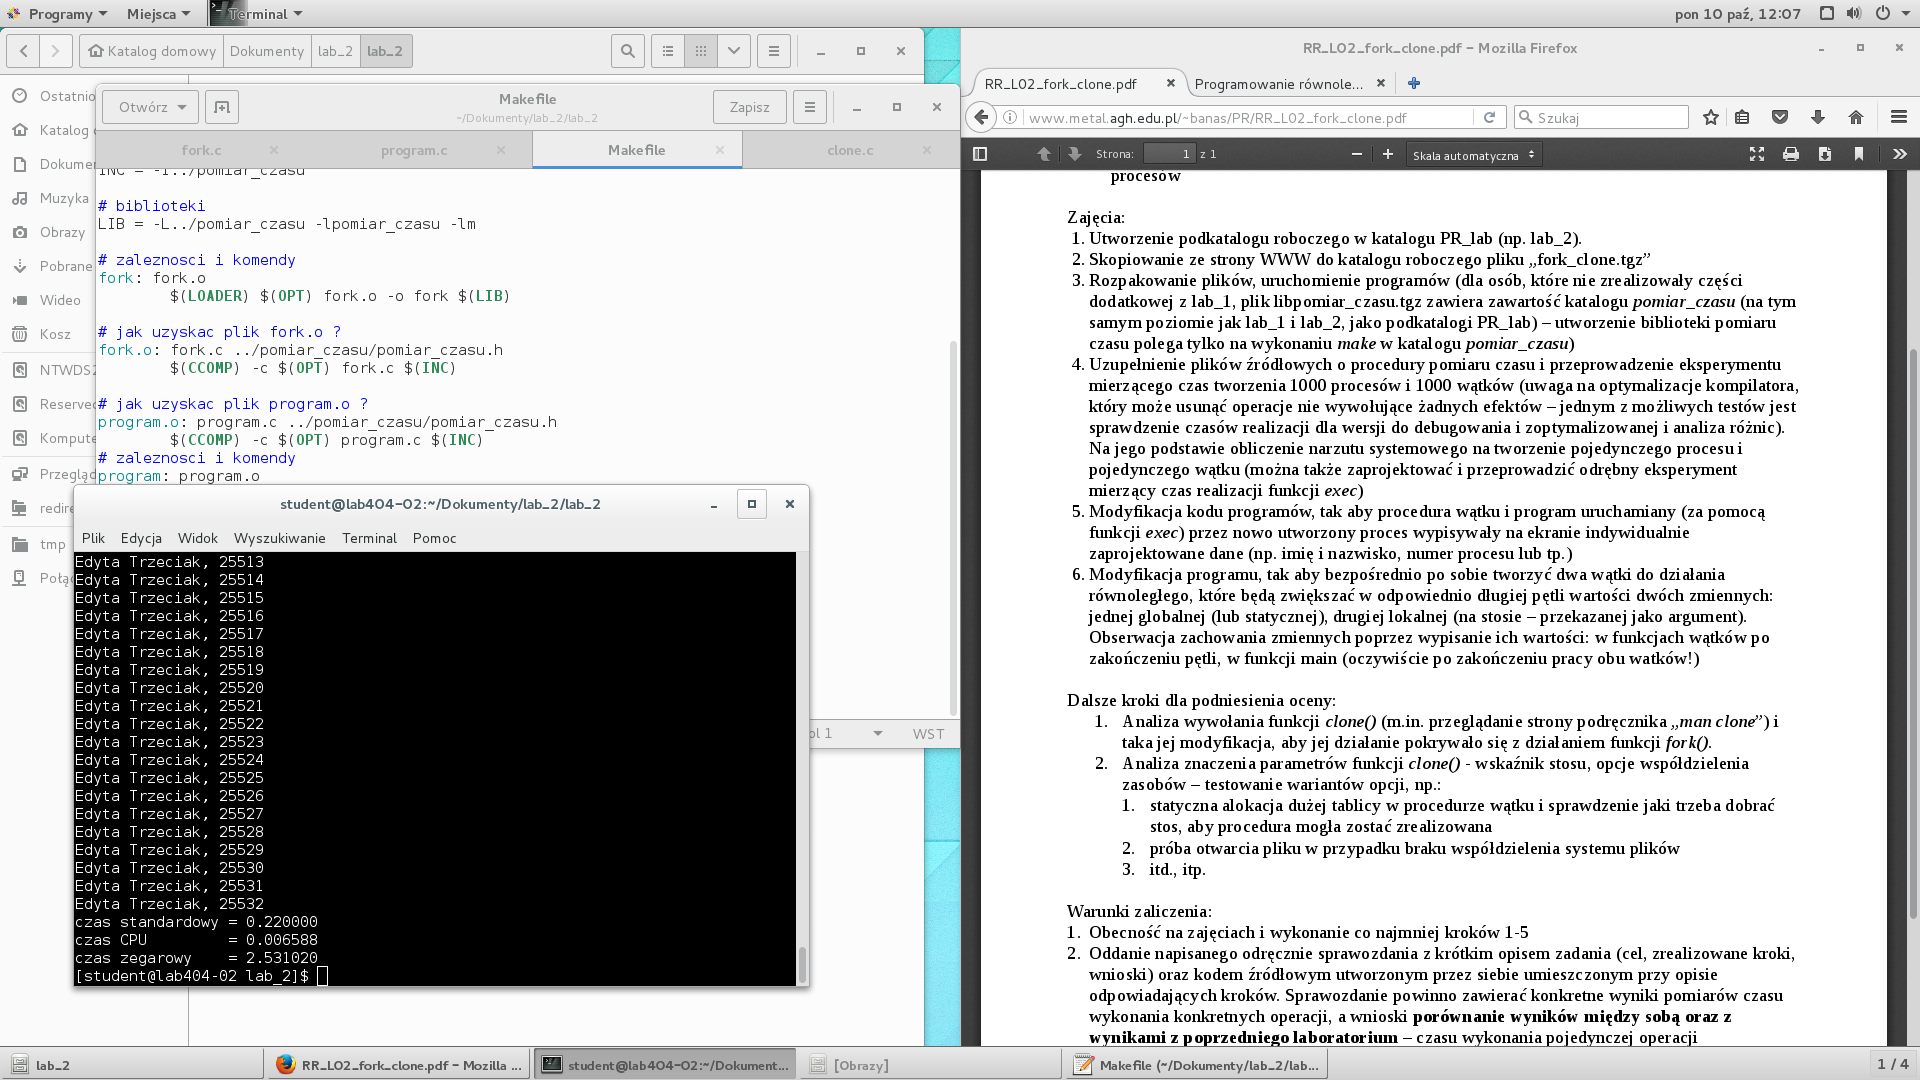 Programy
Miejsca
Terminal
pon 10 paź, 12:07
Katalog domowy
Dokumenty
lab_2
lab_2
Ostatnio
Katalog
Dokumen
Muzyka
Obrazy
Pobrane
Wideo
Kosz
NTWDS
Reserve
Kompute
Przegląd
redire
tmp
Połąc
Otwórz
Makefile
~/Dokumenty/lab_2/lab_2
Zapisz
fork.c
program.c
Makefile
clone.c
INC = -I../pomiar_czasu
# biblioteki
LIB = -L../pomiar_czasu -lpomiar_czasu -lm
# zaleznosci i komendy
fork: fork.o
$(LOADER) $(OPT) fork.o -o fork $(LIB)
# jak uzyskac plik fork.o ?
fork.o: fork.c ../pomiar_czasu/pomiar_czasu.h
$(CCOMP) -c $(OPT) fork.c $(INC)
# jak uzyskac plik program.o ?
program.o: program.c ../pomiar_czasu/pomiar_czasu.h
$(CCOMP) -c $(OPT) program.c $(INC)
# zaleznosci i komendy
program: program.o
ol 1
WST
student@lab404-02:~/Dokumenty/lab_2/lab_2
Plik Edycja Widok Wyszukiwanie Terminal Pomoc
Edyta Trzeciak, 25513
Edyta Trzeciak, 25514
Edyta Trzeciak, 25515
Edyta Trzeciak, 25516
Edyta Trzeciak, 25517
Edyta Trzeciak, 25518
Edyta Trzeciak, 25519
Edyta Trzeciak, 25520
Edyta Trzeciak, 25521
Edyta Trzeciak, 25522
Edyta Trzeciak, 25523
Edyta Trzeciak, 25524
Edyta Trzeciak, 25525
Edyta Trzeciak, 25526
Edyta Trzeciak, 25527
Edyta Trzeciak, 25528
Edyta Trzeciak, 25529
Edyta Trzeciak, 25530
Edyta Trzeciak, 25531
Edyta Trzeciak, 25532
czas standardowy = 0.220000
czas CPU = 0.006588
czas zegarowy = 2.531020
[student@lab404-02 lab_2]$
RR_L02_fork_clone.pdf – Mozilla Firefox
RR_L02_fork_clone.pdf
Programowanie równole...
www.metal.agh.edu.pl/~banas/PR/RR_L02_fork_clone.pdf
Szukaj
Strona: 1 z 1
Skala automatyczna
procesów
Zajęcia:
1. Utworzenie podkatalogu roboczego w katalogu PR_lab (np. lab_2).
2. Skopiowanie ze strony WWW do katalogu roboczego pliku „fork_clone.tgz”
3. Rozpakowanie plików, uruchomienie programów (dla osób, które nie zrealizowały części
dodatkowej z lab_1, plik libpomiar_czasu.tgz zawiera zawartość katalogu pomiar_czasu (na tym
samym poziomie jak lab_1 i lab_2, jako podkatalogi PR_lab) – utworzenie biblioteki pomiaru
czasu polega tylko na wykonaniu make w katalogu pomiar_czasu)
4. Uzupełnienie plików źródłowych o procedury pomiaru czasu i przeprowadzenie eksperymentu
mierzącego czas tworzenia 1000 procesów i 1000 wątków (uwaga na optymalizacje kompilatora,
który może usunąć operacje nie wywołujące żadnych efektów – jednym z możliwych testów jest
sprawdzenie czasów realizacji dla wersji do debugowania i zoptymalizowanej i analiza różnic).
Na jego podstawie obliczenie narzutu systemowego na tworzenie pojedynczego procesu i
pojedynczego wątku (można także zaprojektować i przeprowadzić odrębny eksperyment
mierzący czas realizacji funkcji exec)
5. Modyfikacja kodu programów, tak aby procedura wątku i program uruchamiany (za pomocą
funkcji exec) przez nowo utworzony proces wypisywały na ekranie indywidualnie
zaprojektowane dane (np. imię i nazwisko, numer procesu lub tp.)
6. Modyfikacja programu, tak aby bezpośrednio po sobie tworzyć dwa wątki do działania
równoległego, które będą zwiększać w odpowiednio długiej pętli wartości dwóch zmiennych:
jednej globalnej (lub statycznej), drugiej lokalnej (na stosie – przekazanej jako argument).
Obserwacja zachowania zmiennych poprzez wypisanie ich wartości: w funkcjach wątków po
zakończeniu pętli, w funkcji main (oczywiście po zakończeniu pracy obu watków!)
Dalsze kroki dla podniesienia oceny:
1. Analiza wywołania funkcji clone() (m.in. przeglądanie strony podręcznika „man clone”) i
taka jej modyfikacja, aby jej działanie pokrywało się z działaniem funkcji fork().
2. Analiza znaczenia parametrów funkcji clone() - wskaźnik stosu, opcje współdzielenia
zasobów – testowanie wariantów opcji, np.:
1. statyczna alokacja dużej tablicy w procedurze wątku i sprawdzenie jaki trzeba dobrać
stos, aby procedura mogła zostać zrealizowana
2. próba otwarcia pliku w przypadku braku współdzielenia systemu plików
3. itd., itp.
Warunki zaliczenia:
1. Obecność na zajęciach i wykonanie co najmniej kroków 1-5
2. Oddanie napisanego odręcznie sprawozdania z krótkim opisem zadania (cel, zrealizowane kroki,
wnioski) oraz kodem źródłowym utworzonym przez siebie umieszczonym przy opisie
odpowiadających kroków. Sprawozdanie powinno zawierać konkretne wyniki pomiarów czasu
wykonania konkretnych operacji, a wnioski porównanie wyników między sobą oraz z
wynikami z poprzedniego laboratorium – czasu wykonania pojedynczej operacji
lab_2
RR_L02_fork_clone.pdf – Mozilla ...
student@lab404-02:~/Dokument...
[Obrazy]
Makefile (~/Dokumenty/lab_2/lab...
1 / 4